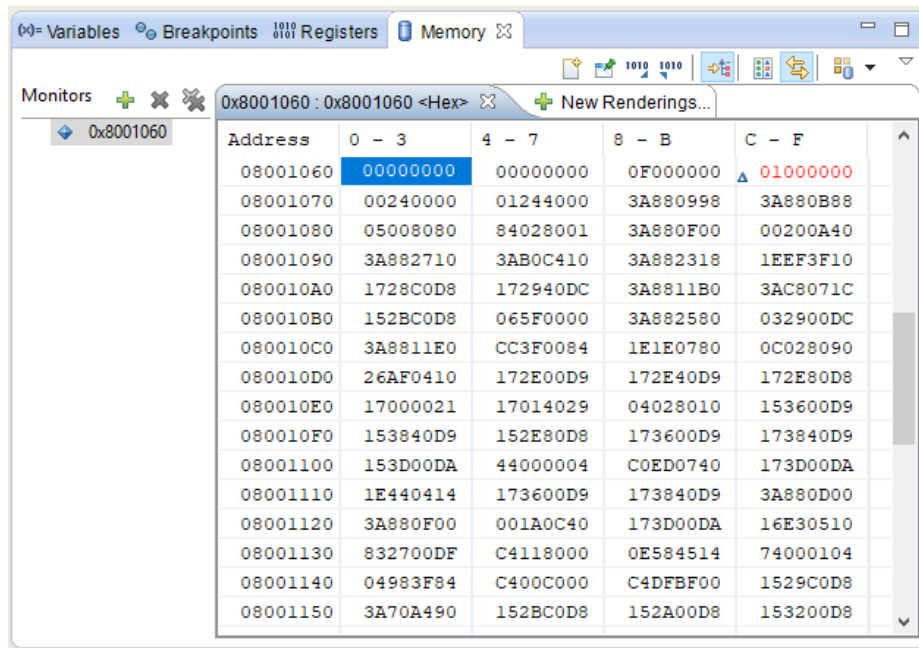 (x)= Variables Breakpoints 1010 0101 Registers Memory
1010 1010
Monitors 0x8001060 : 0x8001060 <Hex> New Renderings...
0x8001060
Address 0 - 3 4 - 7 8 - B C - F
08001060 00000000 00000000 0F000000 01000000
08001070 00240000 01244000 3A880998 3A880B88
08001080 05008080 84028001 3A880F00 00200A40
08001090 3A882710 3AB0C410 3A882318 1EEF3F10
080010A0 1728C0D8 172940DC 3A8811B0 3AC8071C
080010B0 152BC0D8 065F0000 3A882580 032900DC
080010C0 3A8811E0 CC3F0084 1E1E0780 0C028090
080010D0 26AF0410 172E00D9 172E40D9 172E80D8
080010E0 17000021 17014029 04028010 153600D9
080010F0 153840D9 152E80D8 173600D9 173840D9
08001100 153D00DA 44000004 C0ED0740 173D00DA
08001110 1E440414 173600D9 173840D9 3A880D00
08001120 3A880F00 001A0C40 173D00DA 16E30510
08001130 832700DF C4118000 0E584514 74000104
08001140 04983F84 C400C000 C4DFBF00 1529C0D8
08001150 3A70A490 152BC0D8 152A00D8 153200D8